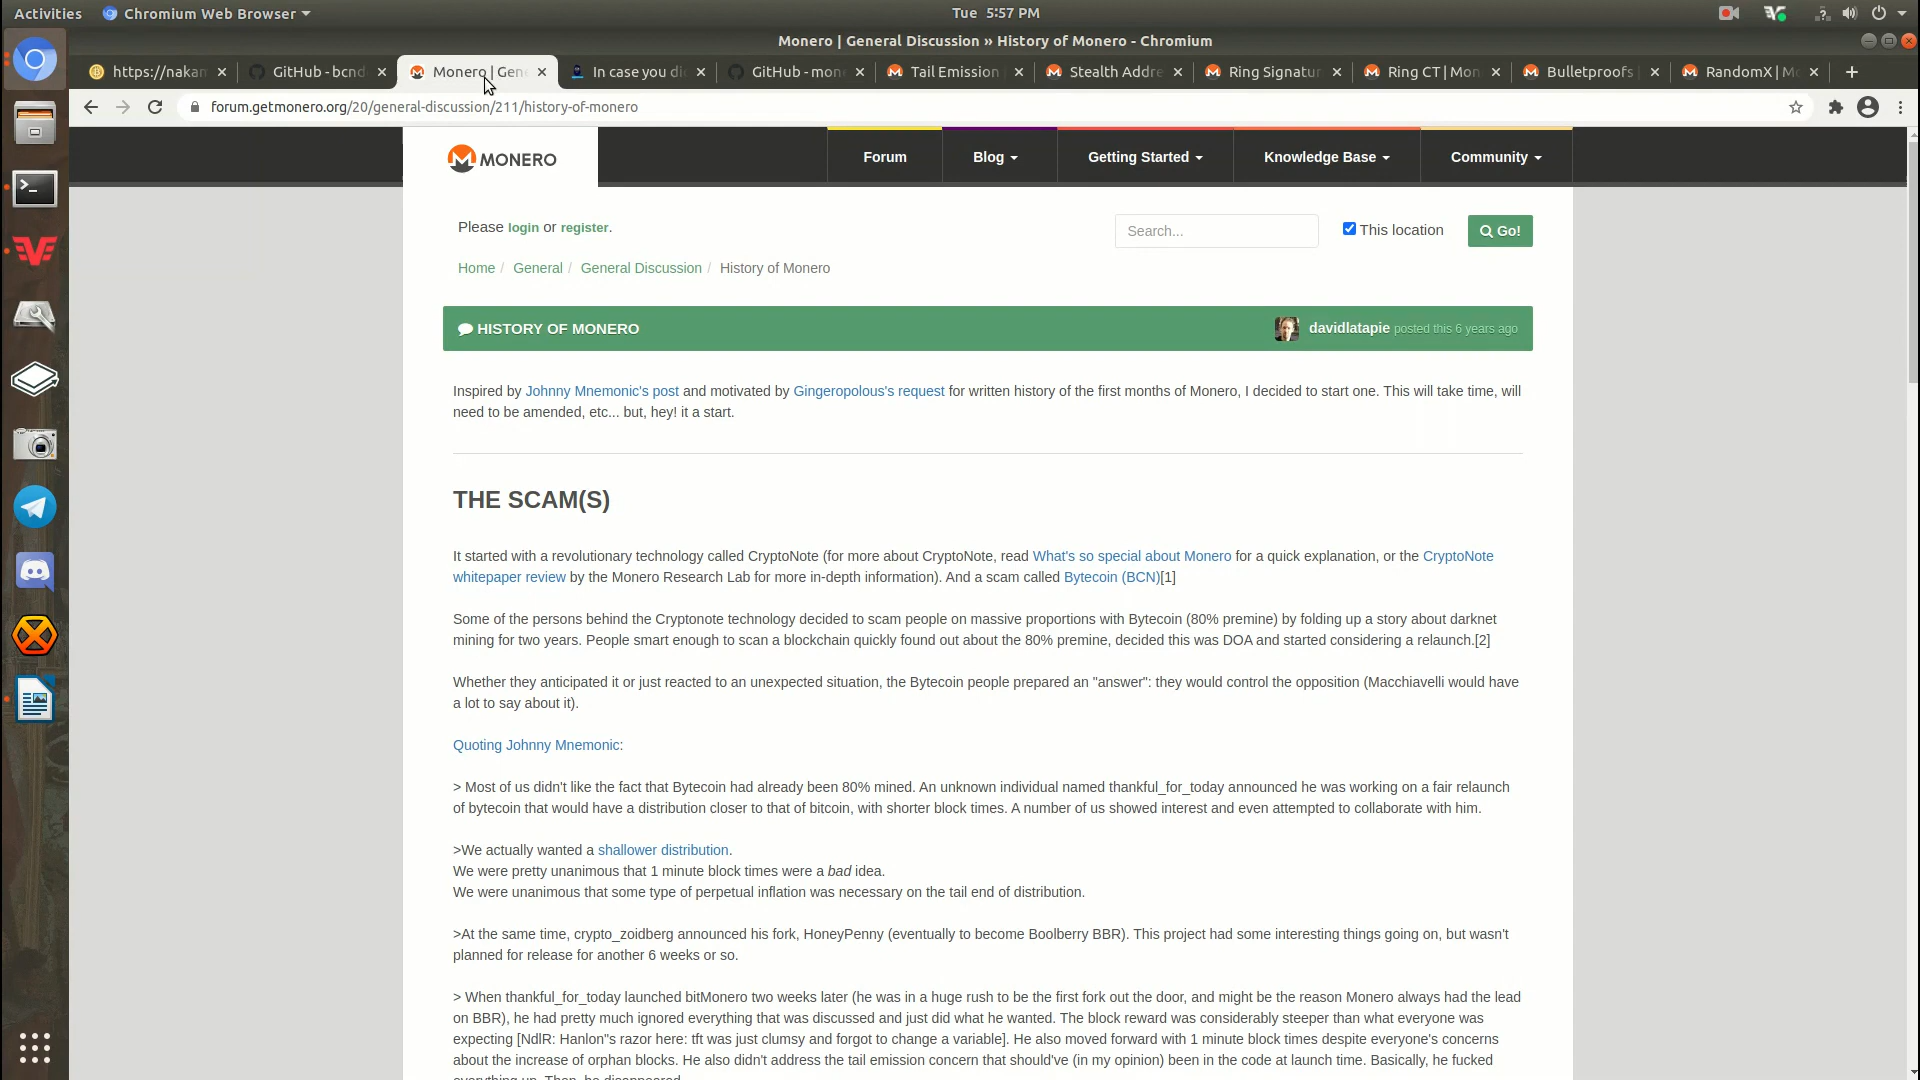 Activities Chromium Web Browser Tue 5:57 PM
Monero | General Discussion » History of Monero - Chromium
https://nakam GitHub - bcnd Monero | Gene In case you di GitHub - mon Tail Emission Stealth Addre Ring Signatur Ring CT | Mon Bulletproofs | RandomX | Mo
forum.getmonero.org/20/general-discussion/211/history-of-monero
MONERO Forum Blog Getting Started Knowledge Base Community
Please login or register. Search... This location Go!
Home / General / General Discussion / History of Monero
HISTORY OF MONERO davidlatapie posted this 6 years ago
Inspired by Johnny Mnemonic's post and motivated by Gingeropolous's request for written history of the first months of Monero, I decided to start one. This will take time, will
need to be amended, etc... but, hey! it a start.
THE SCAM(S)
It started with a revolutionary technology called CryptoNote (for more about CryptoNote, read What's so special about Monero for a quick explanation, or the CryptoNote
whitepaper review by the Monero Research Lab for more in-depth information). And a scam called Bytecoin (BCN)[1]
Some of the persons behind the Cryptonote technology decided to scam people on massive proportions with Bytecoin (80% premine) by folding up a story about darknet
mining for two years. People smart enough to scan a blockchain quickly found out about the 80% premine, decided this was DOA and started considering a relaunch.[2]
Whether they anticipated it or just reacted to an unexpected situation, the Bytecoin people prepared an "answer": they would control the opposition (Macchiavelli would have
a lot to say about it).
Quoting Johnny Mnemonic:
> Most of us didn't like the fact that Bytecoin had already been 80% mined. An unknown individual named thankful_for_today announced he was working on a fair relaunch
of bytecoin that would have a distribution closer to that of bitcoin, with shorter block times. A number of us showed interest and even attempted to collaborate with him.
>We actually wanted a shallower distribution.
We were pretty unanimous that 1 minute block times were a bad idea.
We were unanimous that some type of perpetual inflation was necessary on the tail end of distribution.
>At the same time, crypto_zoidberg announced his fork, HoneyPenny (eventually to become Boolberry BBR). This project had some interesting things going on, but wasn't
planned for release for another 6 weeks or so.
> When thankful_for_today launched bitMonero two weeks later (he was in a huge rush to be the first fork out the door, and might be the reason Monero always had the lead
on BBR), he had pretty much ignored everything that was discussed and just did what he wanted. The block reward was considerably steeper than what everyone was
expecting [NdlR: Hanlon"s razor here: tft was just clumsy and forgot to change a variable]. He also moved forward with 1 minute block times despite everyone's concerns
about the increase of orphan blocks. He also didn't address the tail emission concern that should've (in my opinion) been in the code at launch time. Basically, he fucked
everything up. Then, he disappeared.